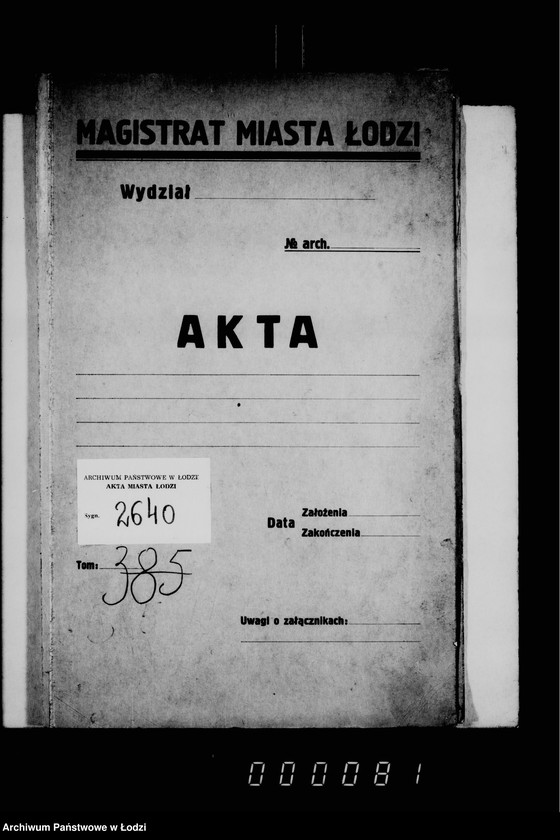 MAGISTRAT MIASTA ŁODZI
Wydział
№ arch.
AKTA
ARCHIWUM PAŃSTWOWE W ŁODZI
AKTA MIASTA ŁODZI
Sygn. 2640
Data
Założenia
Zakończenia
Tom: 385
Uwagi o załącznikach:
000081
Archiwum Państwowe w Łodzi